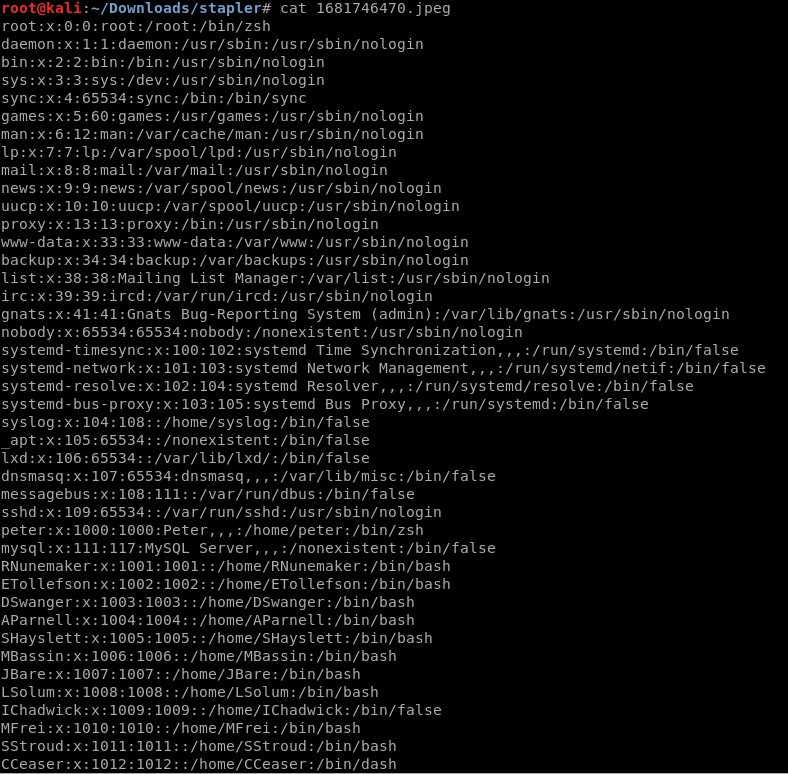 root@kali:~/Downloads/stapler# cat 1681746470.jpeg
root:x:0:0:root:/root:/bin/zsh
daemon:x:1:1:daemon:/usr/sbin:/usr/sbin/nologin
bin:x:2:2:bin:/bin:/usr/sbin/nologin
sys:x:3:3:sys:/dev:/usr/sbin/nologin
sync:x:4:65534:sync:/bin:/bin/sync
games:x:5:60:games:/usr/games:/usr/sbin/nologin
man:x:6:12:man:/var/cache/man:/usr/sbin/nologin
lp:x:7:7:lp:/var/spool/lpd:/usr/sbin/nologin
mail:x:8:8:mail:/var/mail:/usr/sbin/nologin
news:x:9:9:news:/var/spool/news:/usr/sbin/nologin
uucp:x:10:10:uucp:/var/spool/uucp:/usr/sbin/nologin
proxy:x:13:13:proxy:/bin:/usr/sbin/nologin
www-data:x:33:33:www-data:/var/www:/usr/sbin/nologin
backup:x:34:34:backup:/var/backups:/usr/sbin/nologin
list:x:38:38:Mailing List Manager:/var/list:/usr/sbin/nologin
irc:x:39:39:ircd:/var/run/ircd:/usr/sbin/nologin
gnats:x:41:41:Gnats Bug-Reporting System (admin):/var/lib/gnats:/usr/sbin/nologin
nobody:x:65534:65534:nobody:/nonexistent:/usr/sbin/nologin
systemd-timesync:x:100:102:systemd Time Synchronization,,,:/run/systemd:/bin/false
systemd-network:x:101:103:systemd Network Management,,,:/run/systemd/netif:/bin/false
systemd-resolve:x:102:104:systemd Resolver,,,:/run/systemd/resolve:/bin/false
systemd-bus-proxy:x:103:105:systemd Bus Proxy,,,:/run/systemd:/bin/false
syslog:x:104:108::/home/syslog:/bin/false
_apt:x:105:65534::/nonexistent:/bin/false
lxd:x:106:65534::/var/lib/lxd/:/bin/false
dnsmasq:x:107:65534:dnsmasq,,,:/var/lib/misc:/bin/false
messagebus:x:108:111::/var/run/dbus:/bin/false
sshd:x:109:65534::/var/run/sshd:/usr/sbin/nologin
peter:x:1000:1000:Peter,,,:/home/peter:/bin/zsh
mysql:x:111:117:MySQL Server,,,:/nonexistent:/bin/false
RNunemaker:x:1001:1001::/home/RNunemaker:/bin/bash
ETollefson:x:1002:1002::/home/ETollefson:/bin/bash
DSwanger:x:1003:1003::/home/DSwanger:/bin/bash
AParnell:x:1004:1004::/home/AParnell:/bin/bash
SHayslett:x:1005:1005::/home/SHayslett:/bin/bash
MBassin:x:1006:1006::/home/MBassin:/bin/bash
JBare:x:1007:1007::/home/JBare:/bin/bash
LSolum:x:1008:1008::/home/LSolum:/bin/bash
IChadwick:x:1009:1009::/home/IChadwick:/bin/false
MFrei:x:1010:1010::/home/MFrei:/bin/bash
SStroud:x:1011:1011::/home/SStroud:/bin/bash
CCeaser:x:1012:1012::/home/CCeaser:/bin/dash